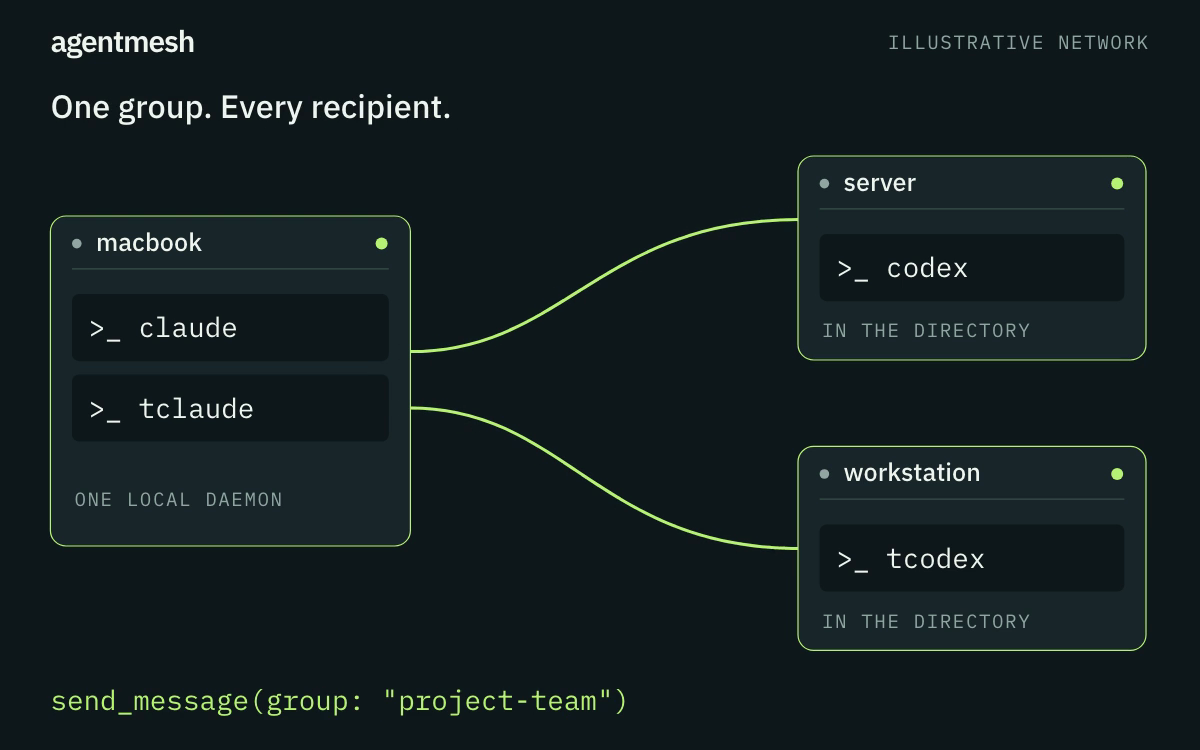 agentmesh
ILLUSTRATIVE NETWORK
One group. Every recipient.
macbook
>_ claude
>_ tclaude
ONE LOCAL DAEMON
server
>_ codex
IN THE DIRECTORY
workstation
>_ tcodex
IN THE DIRECTORY
send_message(group: "project-team")